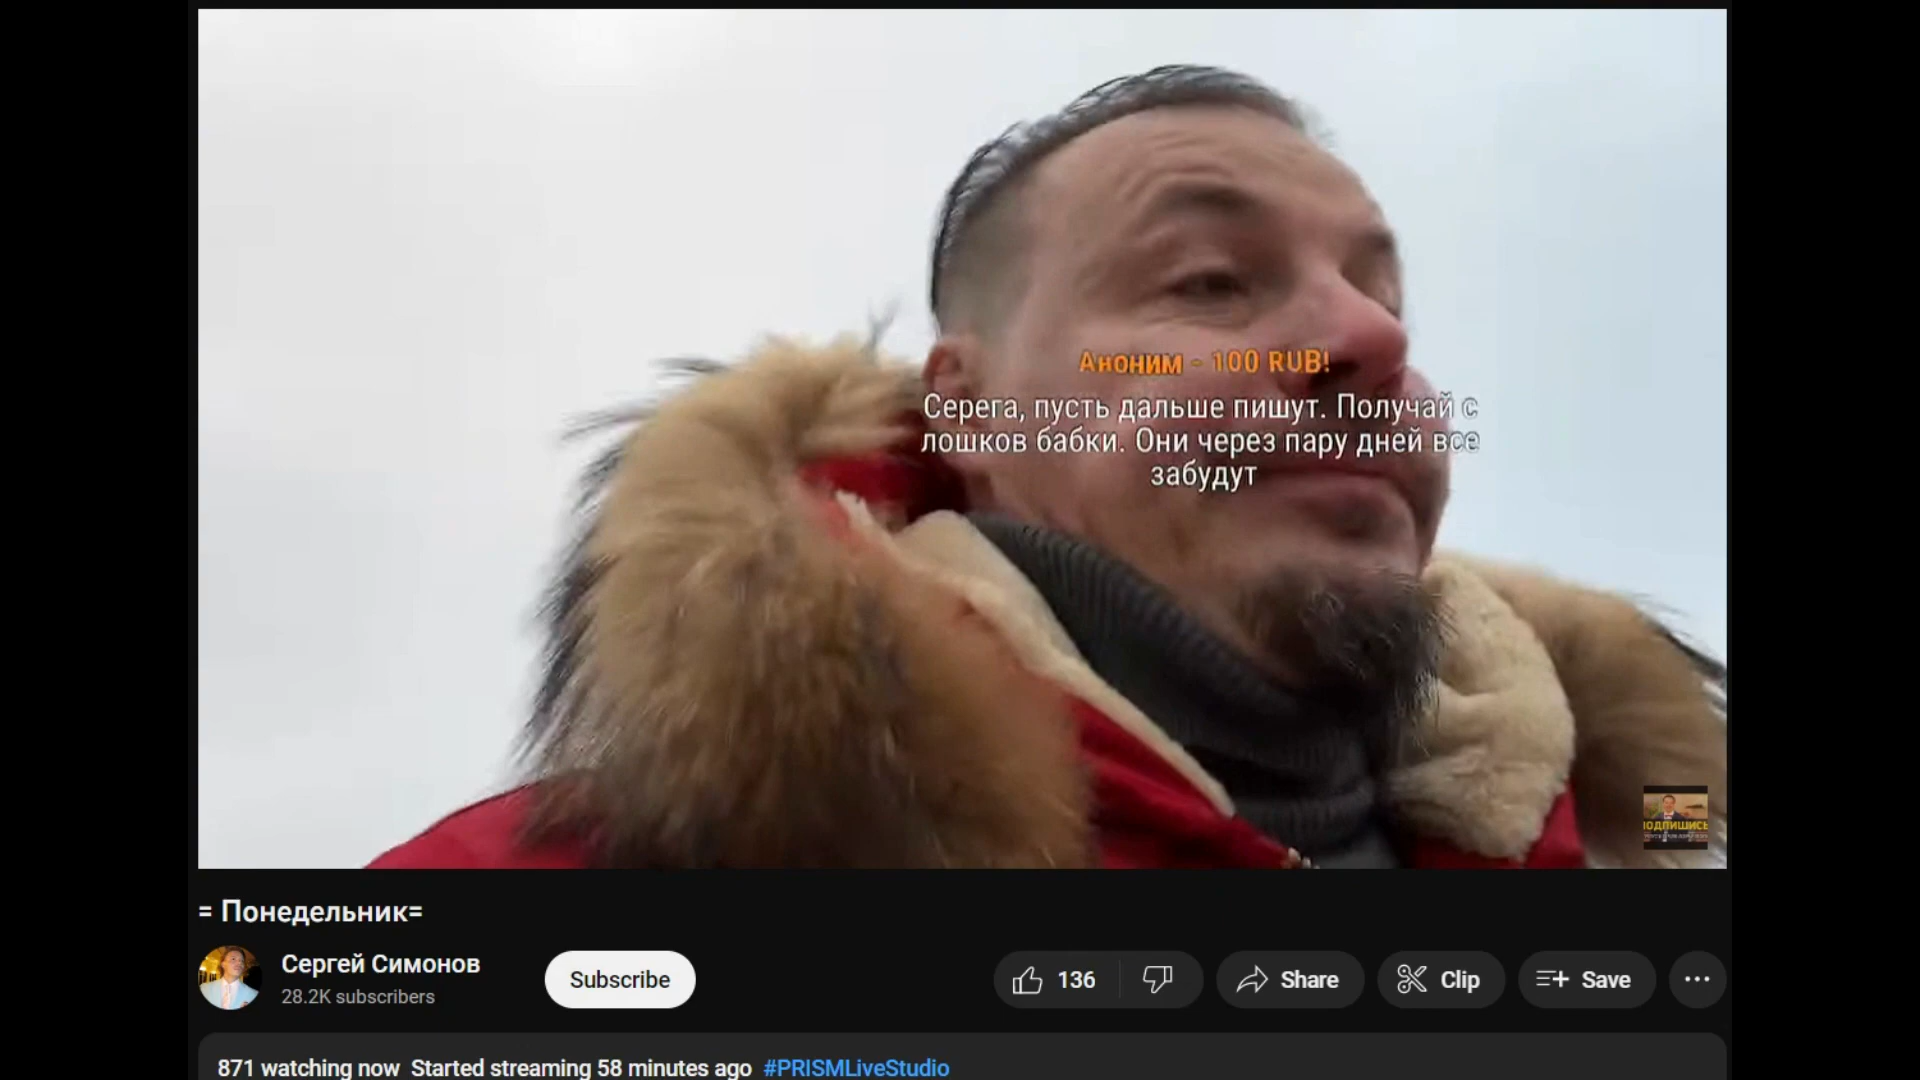 Аноним - 100 RUB!
Серега, пусть дальше пишут. Получай с
лошков бабки. Они через пару дней все
забудут
ПОДПИШИСЬ
= Понедельник=
Сергей Симонов
28.2K subscribers
Subscribe
136
Share
Clip
Save
871 watching now Started streaming 58 minutes ago #PRISMLiveStudio